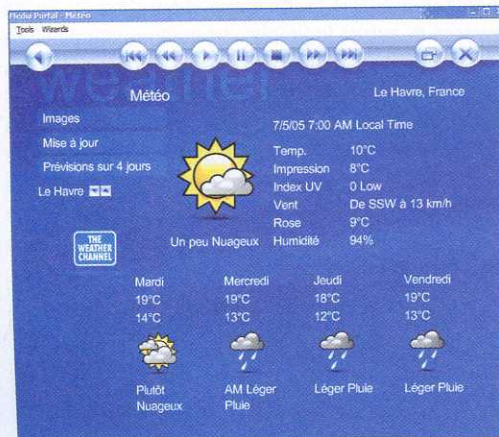 Media Portal - Météo
Tools Wizards
weather
Météo
Le Havre, France
Images
Mise à jour
Prévisions sur 4 jours
Le Havre
7/5/05 7:00 AM Local Time
Temp. 10°C
Impression 8°C
Index UV 0 Low
Vent De SSW à 13 km/h
Rose 9°C
Humidité 94%
Un peu Nuageux
THE
WEATHER
CHANNEL
Mardi Mercredi Jeudi Vendredi
19°C 19°C 18°C 19°C
14°C 13°C 12°C 13°C
Plutôt AM Léger Léger Pluie Léger Pluie
Nuageux Pluie